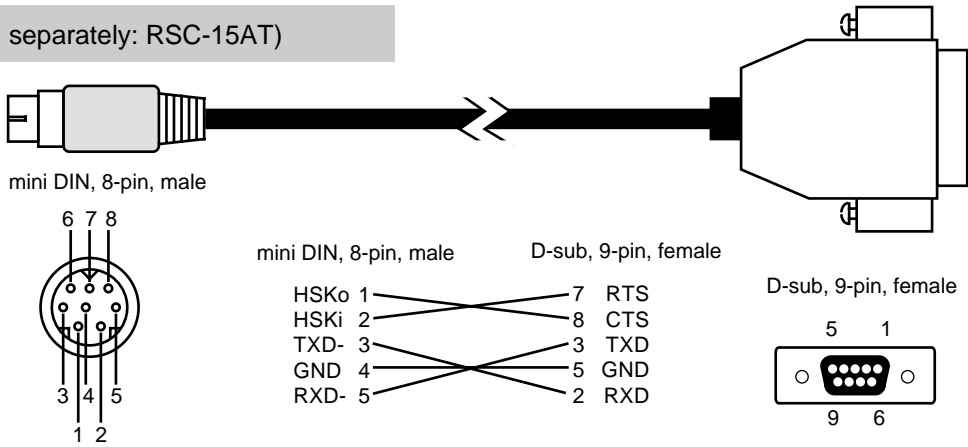 separately: RSC-15AT)
mini DIN, 8-pin, male
6 7 8
3 4 5
1 2
mini DIN, 8-pin, male D-sub, 9-pin, female
HSKo 1 7 RTS
HSKi 2 8 CTS
TXD- 3 3 TXD
GND 4 5 GND
RXD- 5 2 RXD
D-sub, 9-pin, female
5 1
9 6